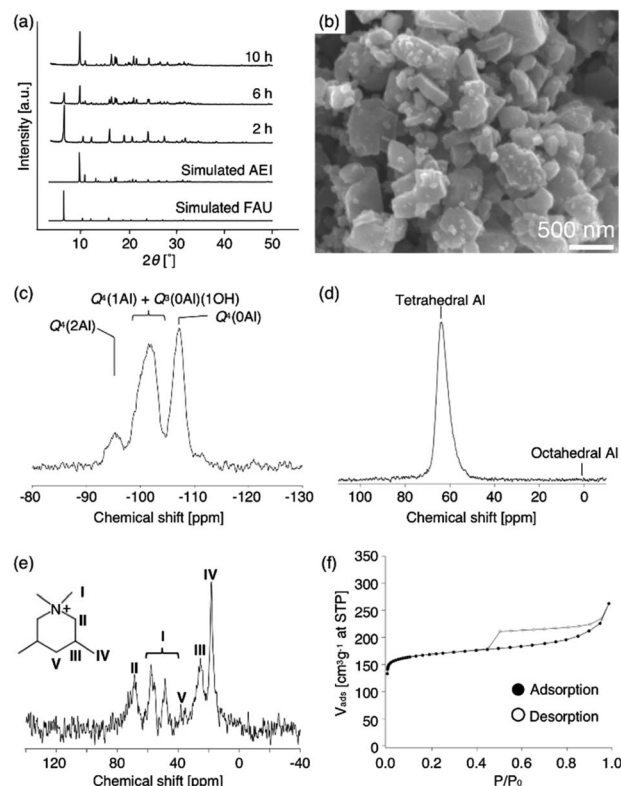 (a)
Intensity [a.u.]
10 h
6 h
2 h
Simulated AEI
Simulated FAU
0 10 20 30 40 50
2θ [°]
(b)
500 nm
(c)
Q⁴(1Al) + Q³(0Al)(1OH)
Q⁴(2Al)
Q⁴(0Al)
-80 -90 -100 -110 -120 -130
Chemical shift [ppm]
(d)
Tetrahedral Al
Octahedral Al
100 80 60 40 20 0
Chemical shift [ppm]
(e)
N+
I
II
III
IV
V
II
I
V
III
IV
120 80 40 0 -40
Chemical shift [ppm]
(f)
Vads [cm³g⁻¹ at STP]
350
300
250
200
150
100
50
0
Adsorption
Desorption
0.0 0.2 0.4 0.6 0.8 1.0
P/P₀